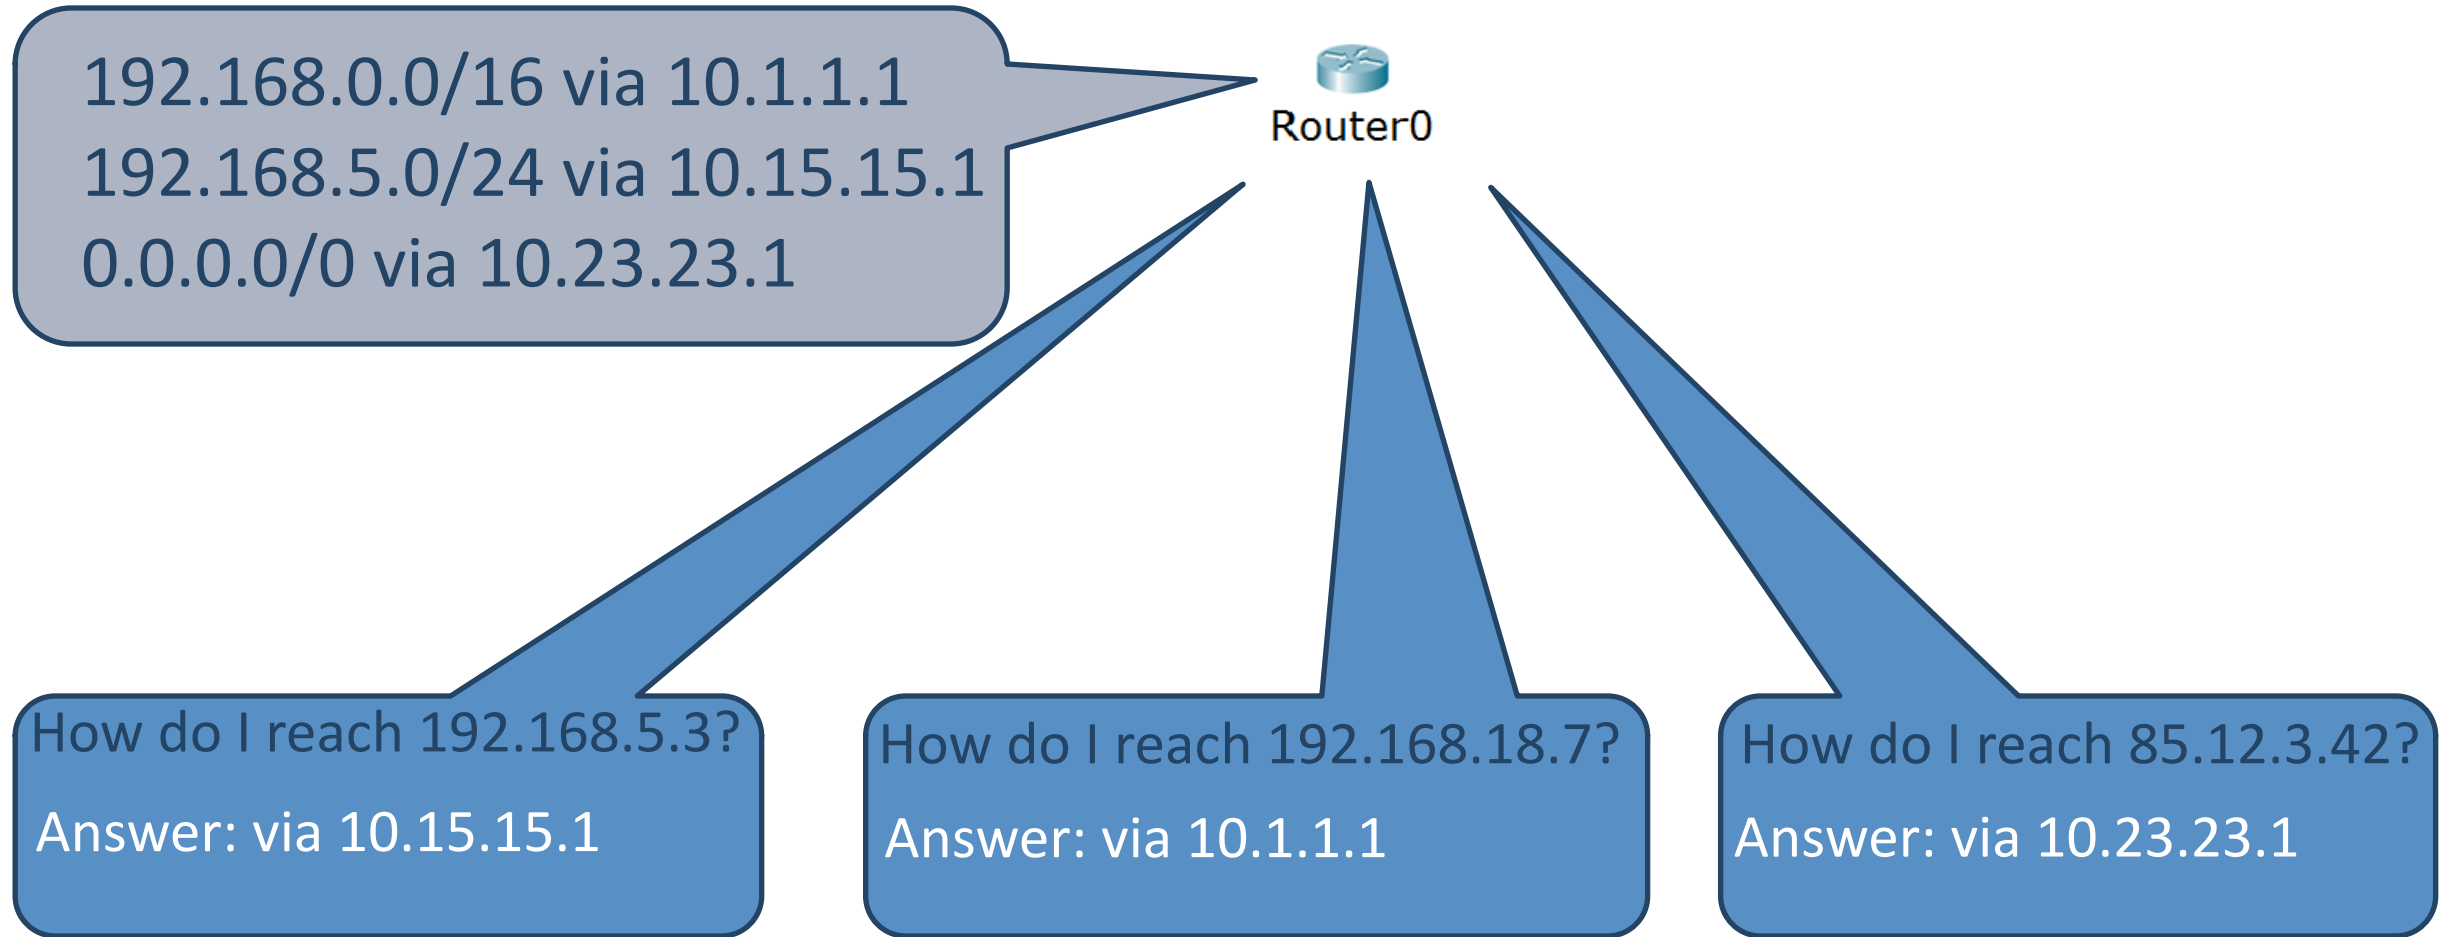 192.168.0.0/16 via 10.1.1.1
192.168.5.0/24 via 10.15.15.1
0.0.0.0/0 via 10.23.23.1
Router0
How do I reach 192.168.5.3?
Answer: via 10.15.15.1
How do I reach 192.168.18.7?
Answer: via 10.1.1.1
How do I reach 85.12.3.42?
Answer: via 10.23.23.1